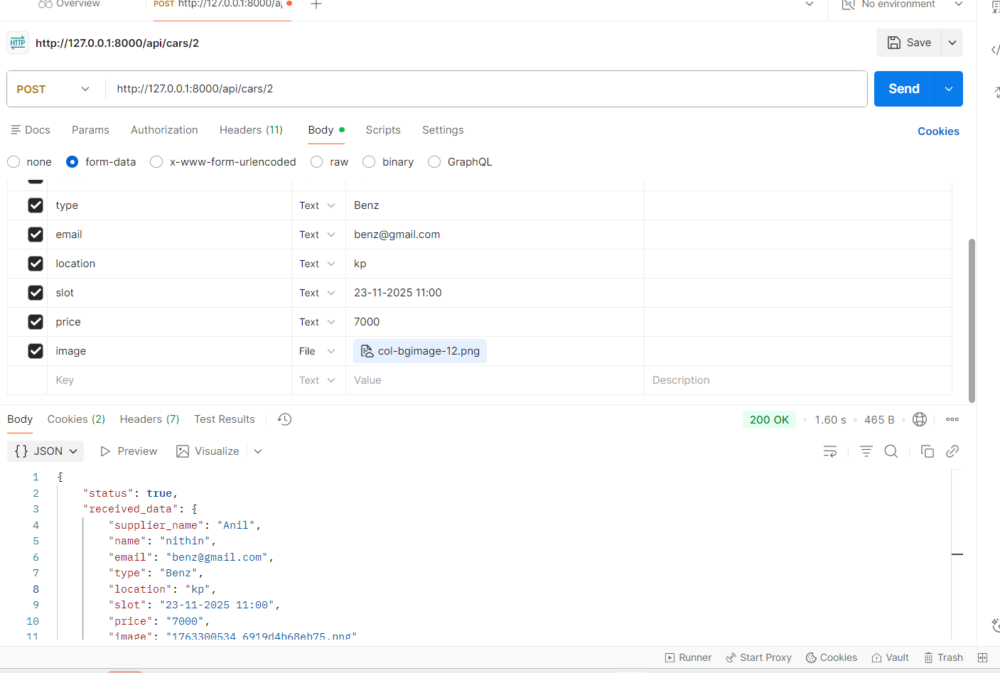 Overview
POST http://127.0.0.1:8000/a
No environment
HTTP http://127.0.0.1:8000/api/cars/2
Save
POST http://127.0.0.1:8000/api/cars/2
Send
Docs Params Authorization Headers (11) Body Scripts Settings
Cookies
none form-data x-www-form-urlencoded raw binary GraphQL
type Text Benz
email Text benz@gmail.com
location Text kp
slot Text 23-11-2025 11:00
price Text 7000
image File col-bgimage-12.png
Key Text Value Description
Body Cookies (2) Headers (7) Test Results
200 OK • 1.60 s • 465 B •
{} JSON Preview Visualize
1 {
2 "status": true,
3 "received_data": {
4 "supplier_name": "Anil",
5 "name": "nithin",
6 "email": "benz@gmail.com",
7 "type": "Benz",
8 "location": "kp",
9 "slot": "23-11-2025 11:00",
10 "price": "7000",
11 "image": "1763300534_6919d4b68eb75.png"
Runner Start Proxy Cookies Vault Trash